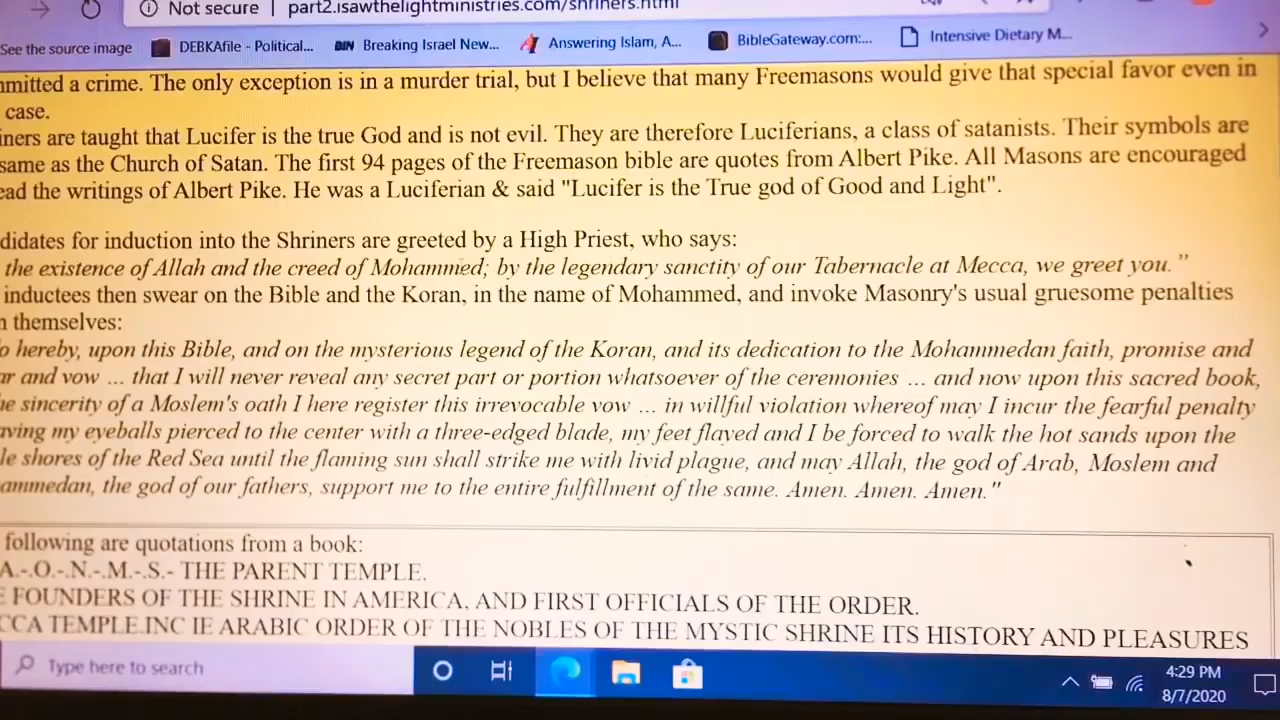 Not secure | part2.isawthelightministries.com/shriners.html
See the source image DEBKAfile - Political... BIN Breaking Israel New... Answering Islam, A... BibleGateway.com:... Intensive Dietary M...
mmitted a crime. The only exception is in a murder trial, but I believe that many Freemasons would give that special favor even in
case.
iners are taught that Lucifer is the true God and is not evil. They are therefore Luciferians, a class of satanists. Their symbols are
same as the Church of Satan. The first 94 pages of the Freemason bible are quotes from Albert Pike. All Masons are encouraged
ead the writings of Albert Pike. He was a Luciferian & said "Lucifer is the True god of Good and Light".
didates for induction into the Shriners are greeted by a High Priest, who says:
the existence of Allah and the creed of Mohammed; by the legendary sanctity of our Tabernacle at Mecca, we greet you."
inductees then swear on the Bible and the Koran, in the name of Mohammed, and invoke Masonry's usual gruesome penalties
n themselves:
o hereby, upon this Bible, and on the mysterious legend of the Koran, and its dedication to the Mohammedan faith, promise and
ar and vow ... that I will never reveal any secret part or portion whatsoever of the ceremonies ... and now upon this sacred book,
he sincerity of a Moslem's oath I here register this irrevocable vow ... in willful violation whereof may I incur the fearful penalty
aving my eyeballs pierced to the center with a three-edged blade, my feet flayed and I be forced to walk the hot sands upon the
le shores of the Red Sea until the flaming sun shall strike me with livid plague, and may Allah, the god of Arab, Moslem and
ammedan, the god of our fathers, support me to the entire fulfillment of the same. Amen. Amen. Amen."
following are quotations from a book:
A.-.O.-.N.-.M.-.S.- THE PARENT TEMPLE.
E FOUNDERS OF THE SHRINE IN AMERICA, AND FIRST OFFICIALS OF THE ORDER.
CCA TEMPLE.INC IE ARABIC ORDER OF THE NOBLES OF THE MYSTIC SHRINE ITS HISTORY AND PLEASURES
Type here to search
4:29 PM
8/7/2020